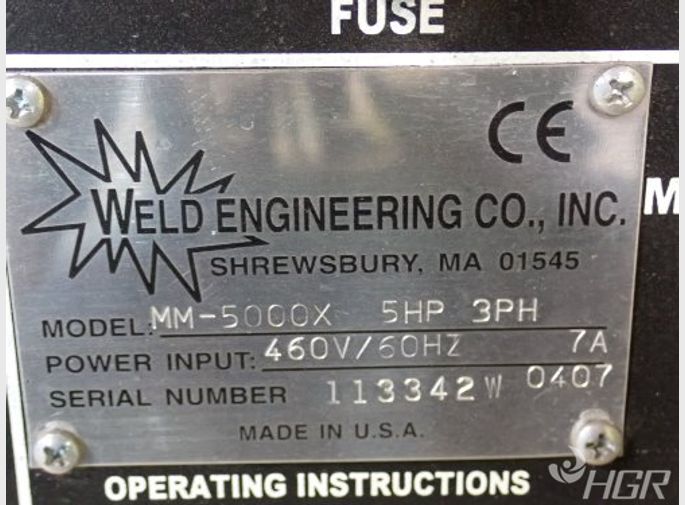 FUSE
CE
WELD ENGINEERING CO., INC.
M
SHREWSBURY, MA 01545
MODEL: MM-5000X 5HP 3PH
POWER INPUT: 460V/60HZ 7A
SERIAL NUMBER 113342W 0407
MADE IN U.S.A.
OPERATING INSTRUCTIONS
HGR